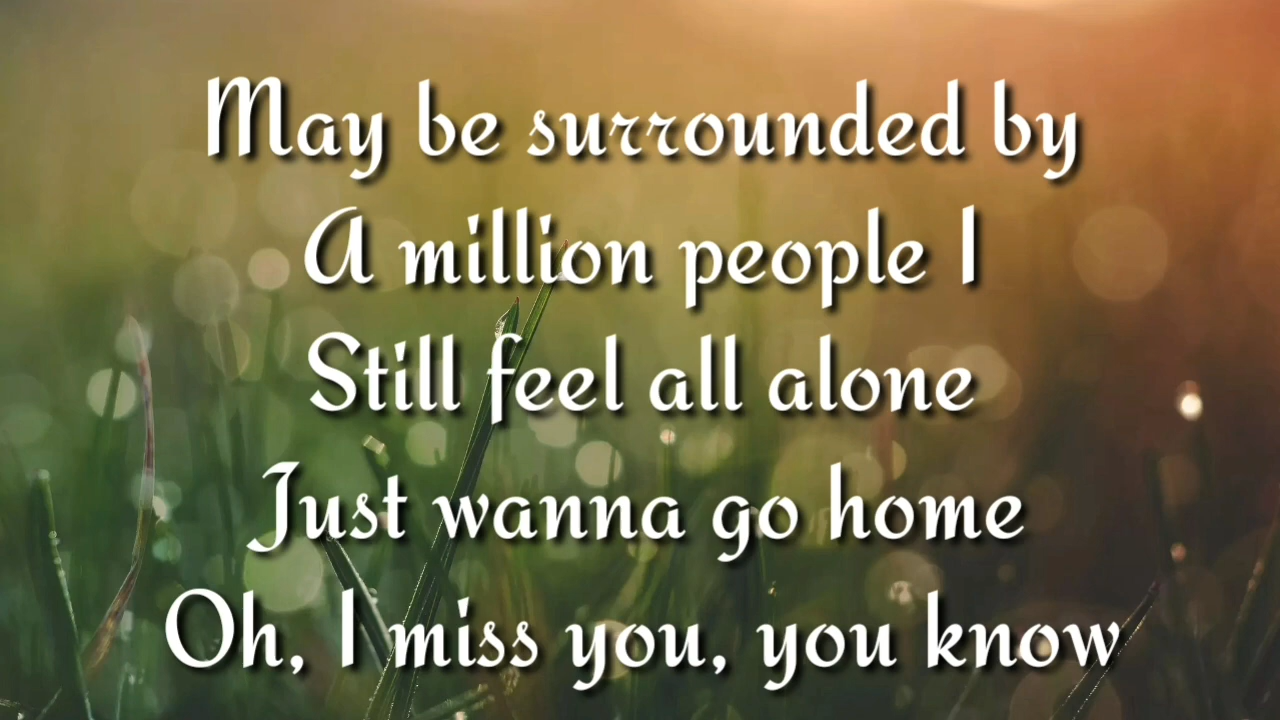 May be surrounded by
A million people I
Still feel all alone
Just wanna go home
Oh, I miss you, you know